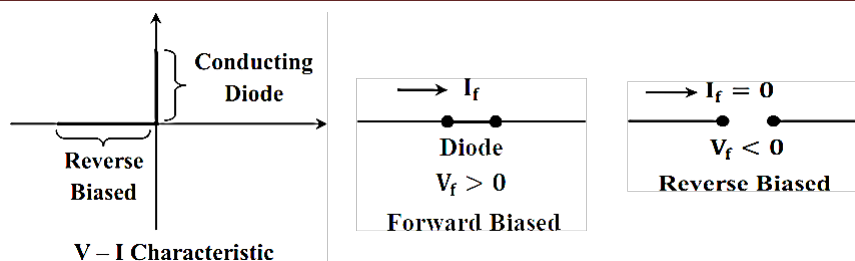 Conducting
Diode
Reverse
Biased
V – I Characteristic
I_f
Diode
V_f > 0
Forward Biased
I_f = 0
V_f < 0
Reverse Biased